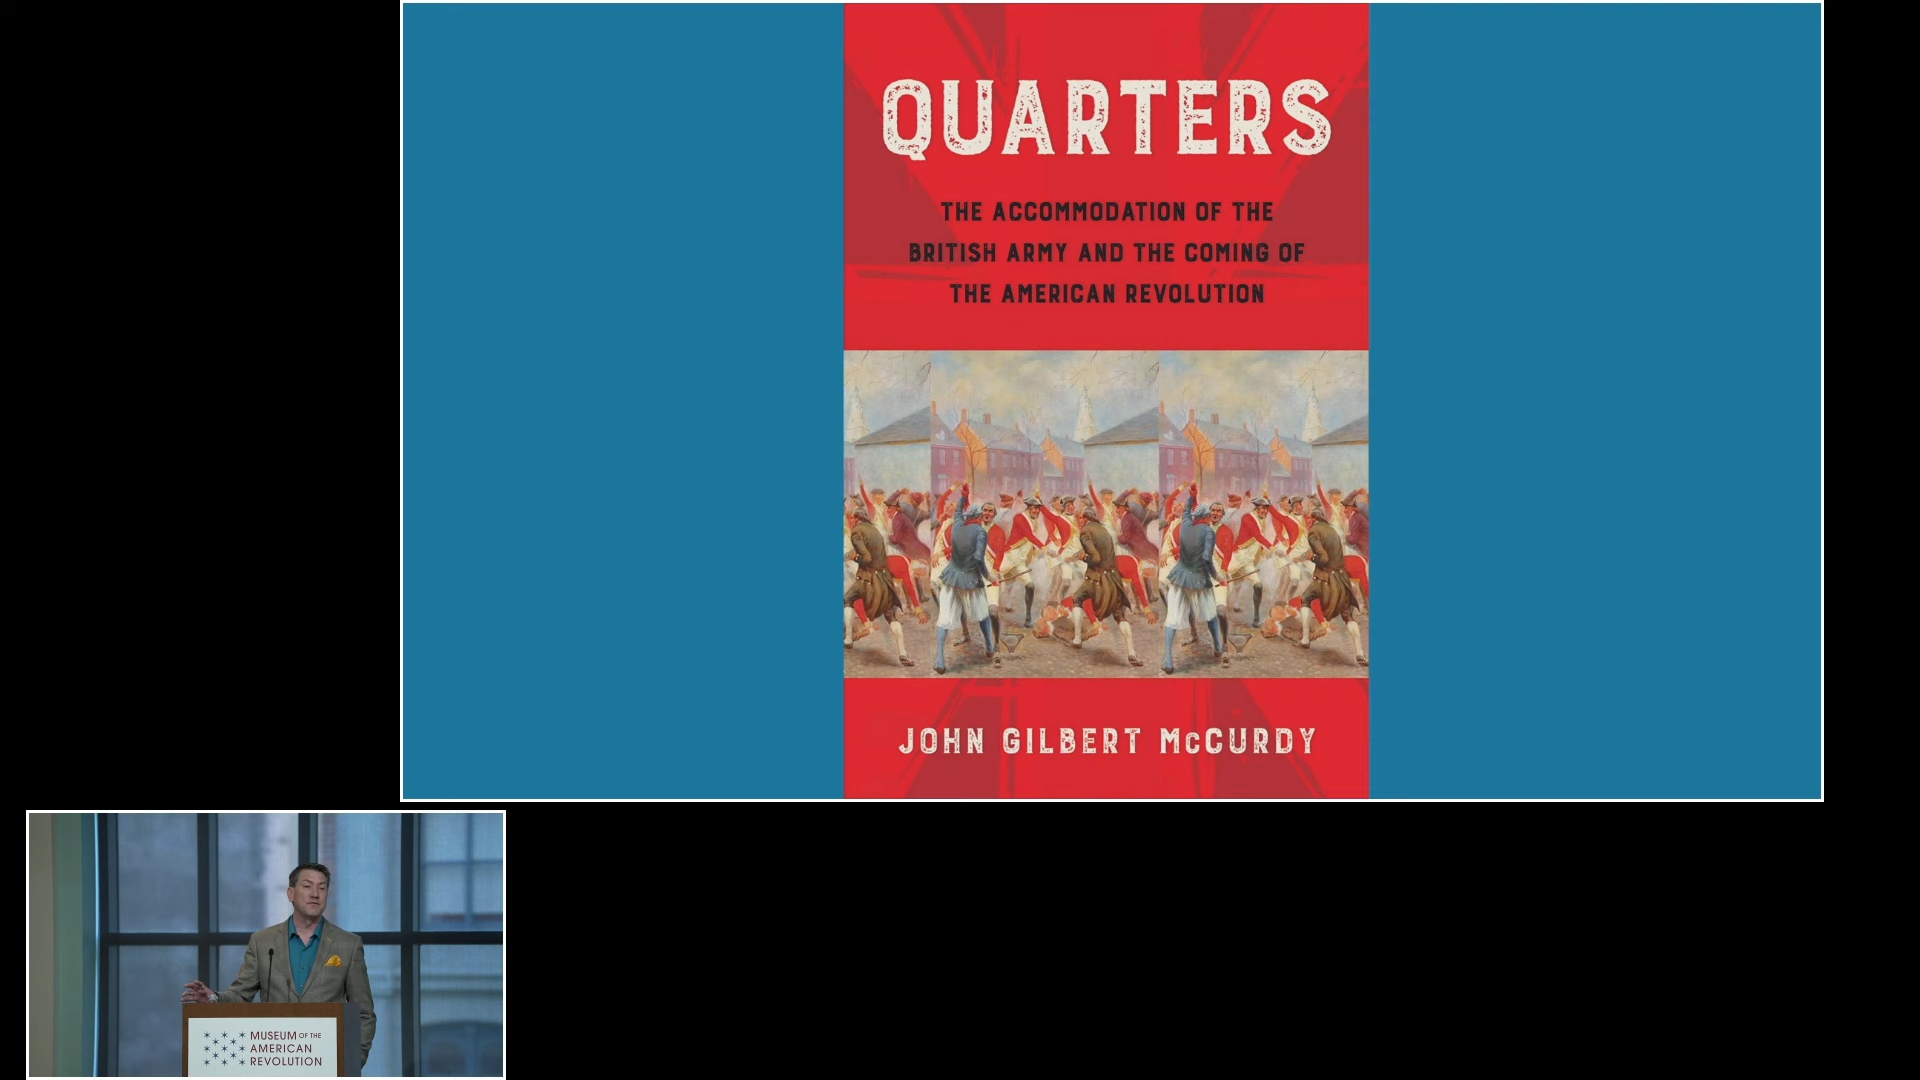 QUARTERS
THE ACCOMMODATION OF THE
BRITISH ARMY AND THE COMING OF
THE AMERICAN REVOLUTION
JOHN GILBERT McCURDY
MUSEUM OF THE
AMERICAN
REVOLUTION